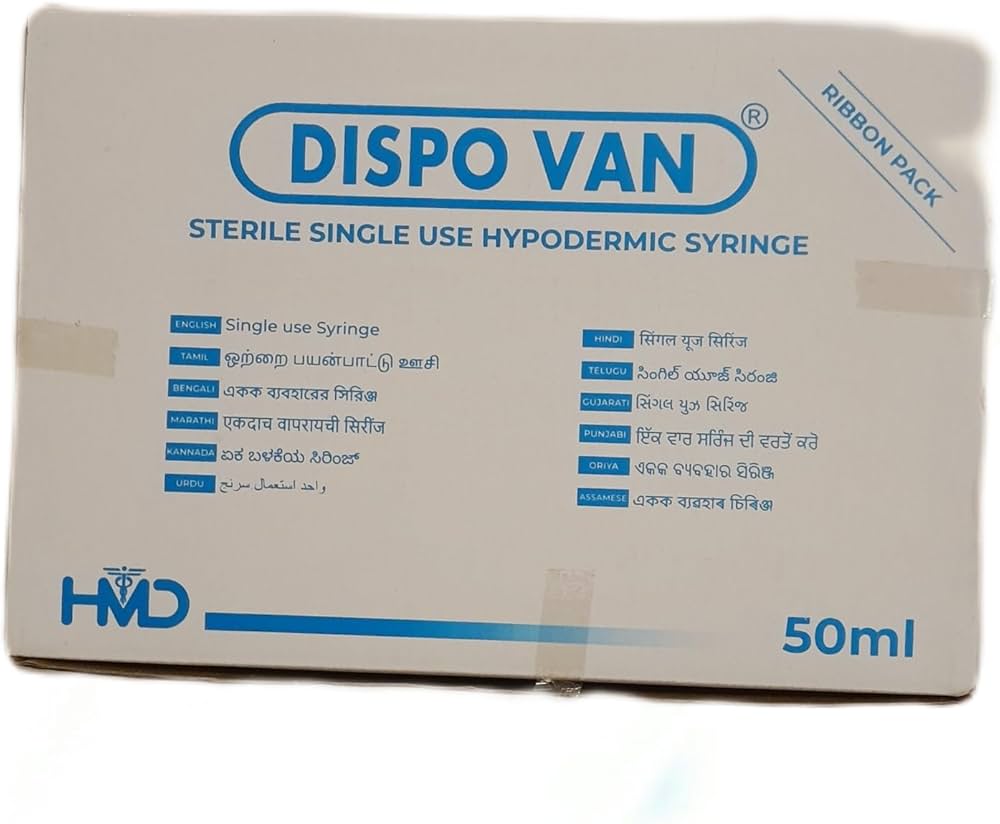 DISPO VAN ®
RIBBON PACK
STERILE SINGLE USE HYPODERMIC SYRINGE
ENGLISH Single use Syringe
TAMIL ஒற்றை பயன்பாட்டு ஊசி
BENGALI একক ব্যবহারের সিরিঞ্জ
MARATHI एकदाच वापरायची सिरींज
KANNADA ಏಕ ಬಳಕೆಯ ಸಿರಿಂಜ್
URDU واحد استعمال سرنج
HINDI सिंगल यूज सिरिंज
TELUGU సింగిల్ యూజ్ సిరంజి
GUJARATI સિંગલ યુઝ સિરિંજ
PUNJABI ਇੱਕ ਵਾਰ ਸਰਿੰਜ ਦੀ ਵਰਤੋਂ ਕਰੋ
ORIYA ଏକକ ବ୍ୟବହାର ସିରିଞ୍ଜ
ASSAMESE একক ব্যৱহাৰ চিৰিঞ্জ
HMD
50ml